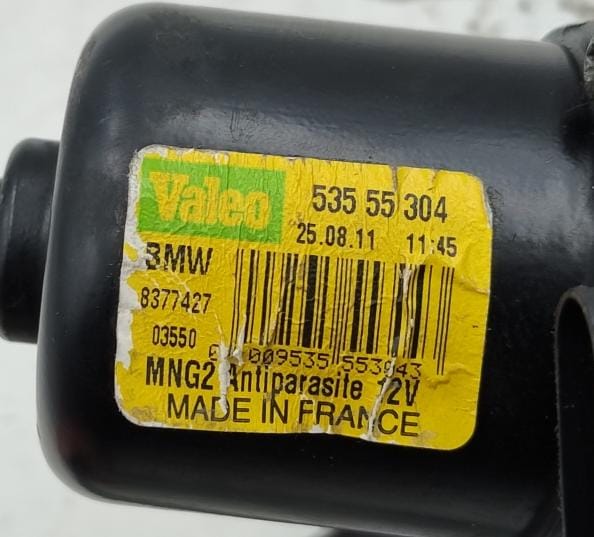 Valeo 535 55 304
25.08.11 11:45
BMW
8377427
03550
009535 553043
MNG2 Antiparasite 12V
MADE IN FRANCE